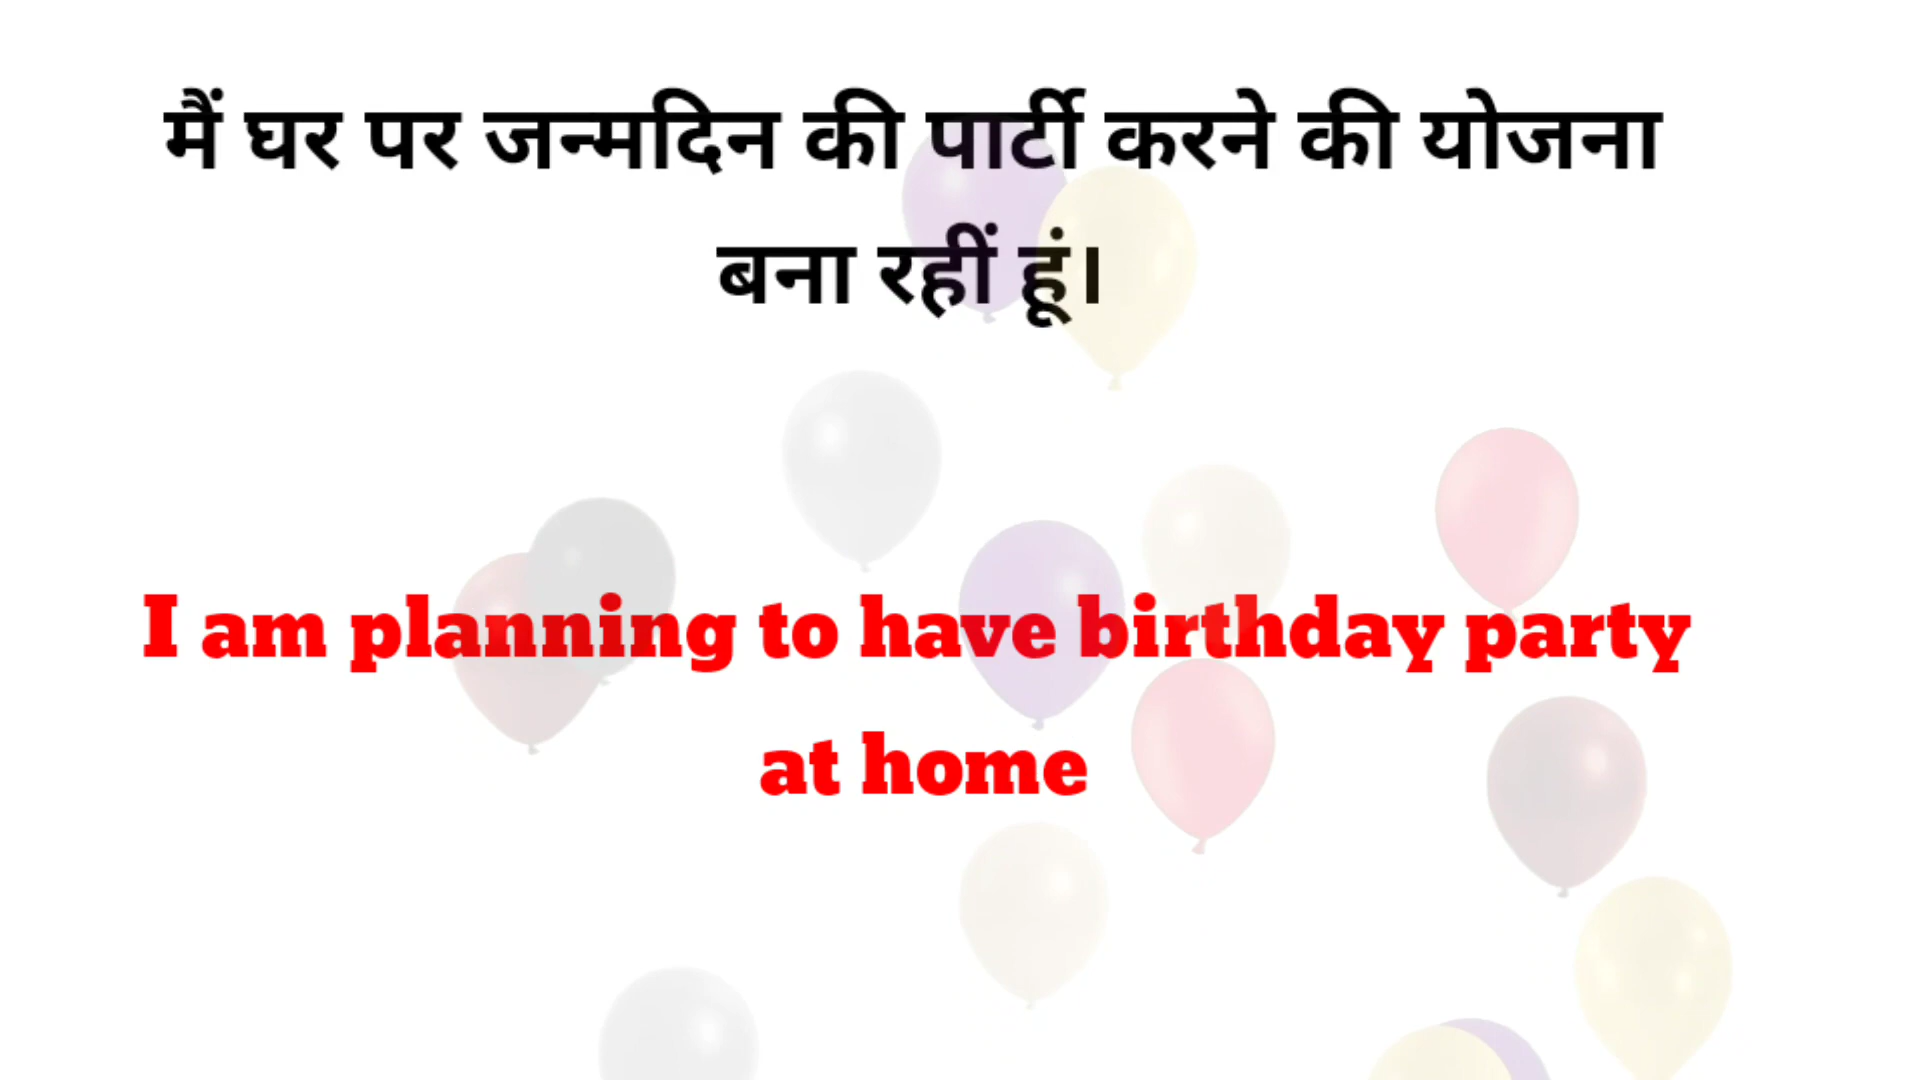 मैं घर पर जन्मदिन की पार्टी करने की योजना
बना रहीं हूं।
I am planning to have birthday party
at home